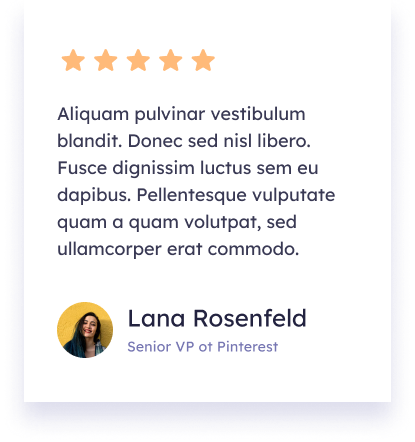 Aliquam pulvinar vestibulum
blandit. Donec sed nisl libero.
Fusce dignissim luctus sem eu
dapibus. Pellentesque vulputate
quam a quam volutpat, sed
ullamcorper erat commodo.
Lana Rosenfeld
Senior VP ot Pinterest